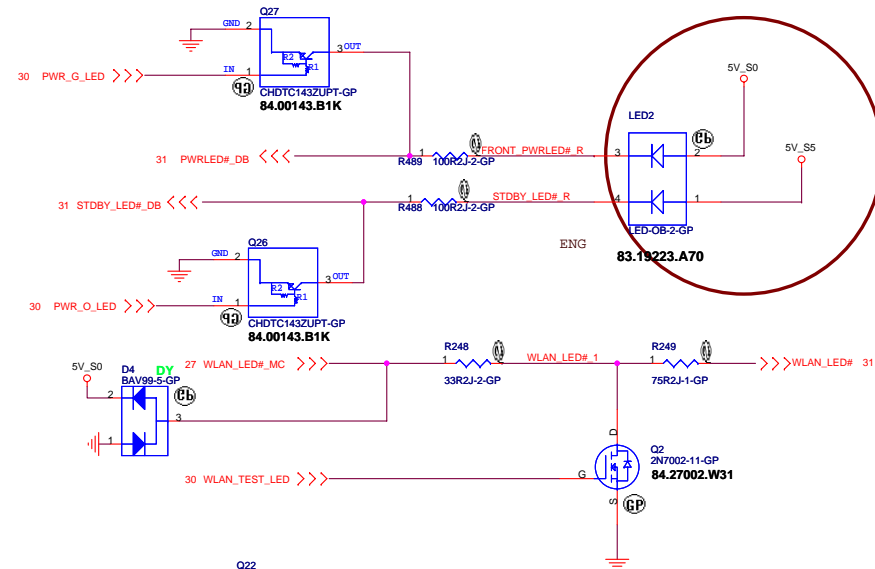 Q27
GND 2
3 OUT
R2
R1
30 PWR_G_LED
IN 1
CHDTC143ZUPT-GP
84.00143.B1K
5V_S0
LED2
5V_S5
31 PWRLED#_DB
1
R489
100R2J-2-GP
FRONT_PWRLED#_R
3
2
31 STDBY_LED#_DB
1
R488
100R2J-2-GP
STDBY_LED#_R
4
1
LED-OB-2-GP
83.19223.A70
ENG
Q26
GND 2
3 OUT
R2
R1
30 PWR_O_LED
IN 1
CHDTC143ZUPT-GP
84.00143.B1K
5V_S0
D4
DY
BAV99-5-GP
2
3
1
27 WLAN_LED#_MC
R248
1
33R2J-2-GP
WLAN_LED#_1
R249
1
75R2J-1-GP
WLAN_LED# 31
D
Q2
2N7002-11-GP
84.27002.W31
30 WLAN_TEST_LED
G
S
GP
Q22